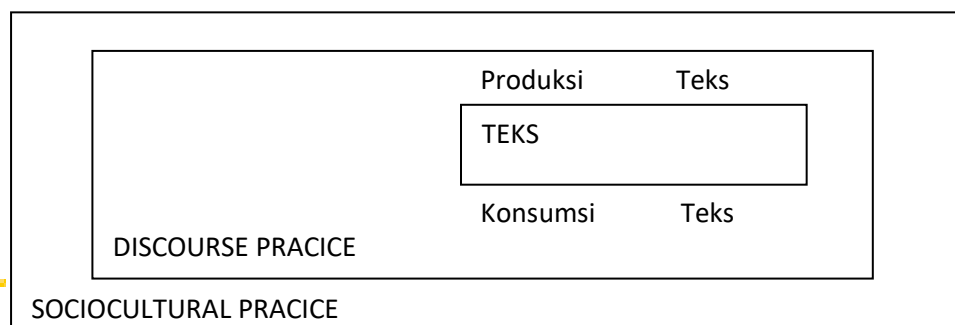 Produksi Teks
TEKS
Konsumsi Teks
DISCOURSE PRACICE
SOCIOCULTURAL PRACICE